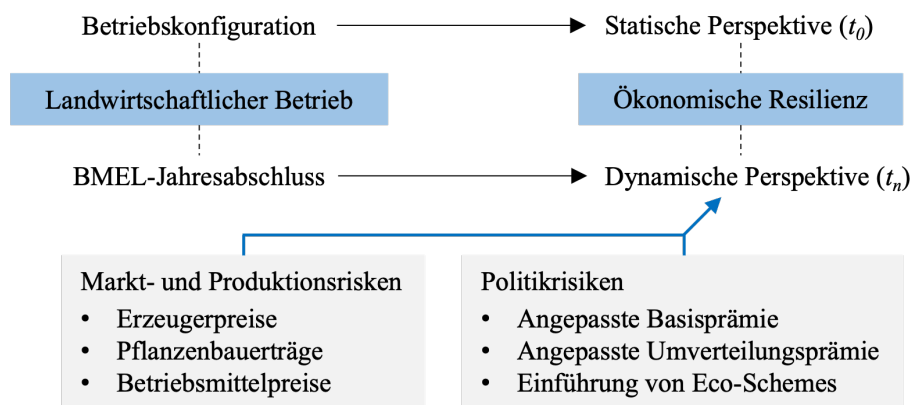 Betriebskonfiguration
Statische Perspektive (t0)
Landwirtschaftlicher Betrieb
Ökonomische Resilienz
BMEL-Jahresabschluss
Dynamische Perspektive (tn)
Markt- und Produktionsrisiken
• Erzeugerpreise
• Pflanzenbauerträge
• Betriebsmittelpreise
Politikrisiken
• Angepasste Basisprämie
• Angepasste Umverteilungsprämie
• Einführung von Eco-Schemes